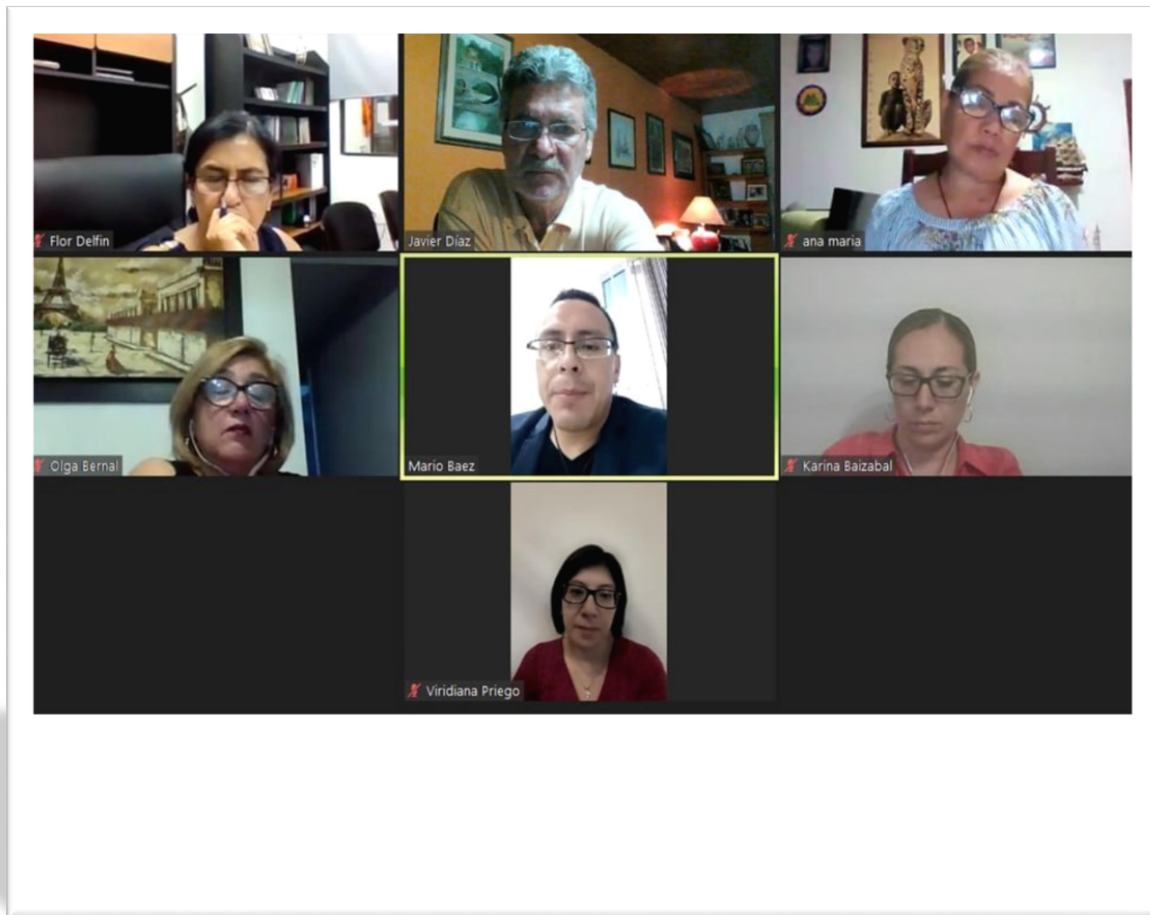 Flor Delfin
Javier Díaz
ana maria
Olga Bernal
Mario Baez
Karina Baizabal
Viridiana Priego